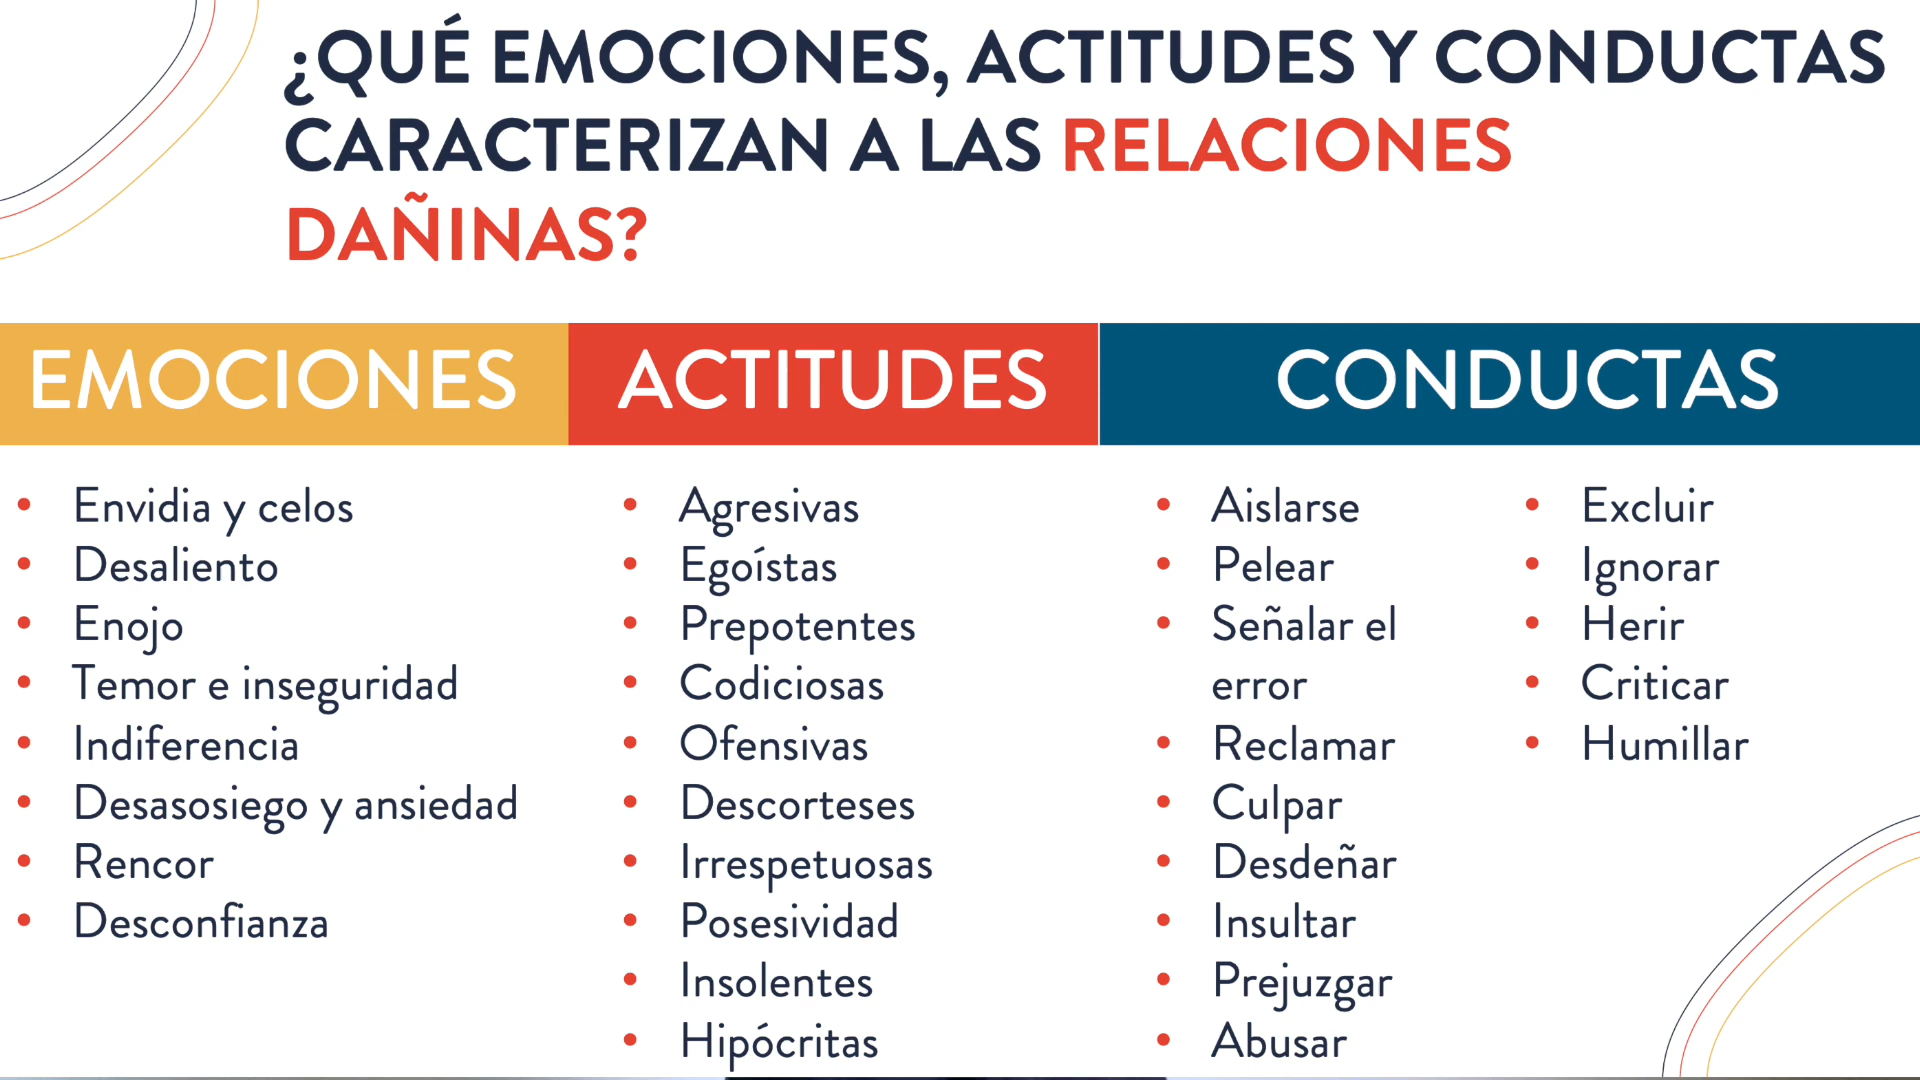 ¿QUÉ EMOCIONES, ACTITUDES Y CONDUCTAS
CARACTERIZAN A LAS RELACIONES
DAÑINAS?
EMOCIONES
• Envidia y celos
• Desaliento
• Enojo
• Temor e inseguridad
• Indiferencia
• Desasosiego y ansiedad
• Rencor
• Desconfianza
ACTITUDES
• Agresivas
• Egoístas
• Prepotentes
• Codiciosas
• Ofensivas
• Descorteses
• Irrespetuosas
• Posesividad
• Insolentes
• Hipócritas
CONDUCTAS
• Aislarse
• Pelear
• Señalar el
error
• Reclamar
• Culpar
• Desdeñar
• Insultar
• Prejuzgar
• Abusar
• Excluir
• Ignorar
• Herir
• Criticar
• Humillar